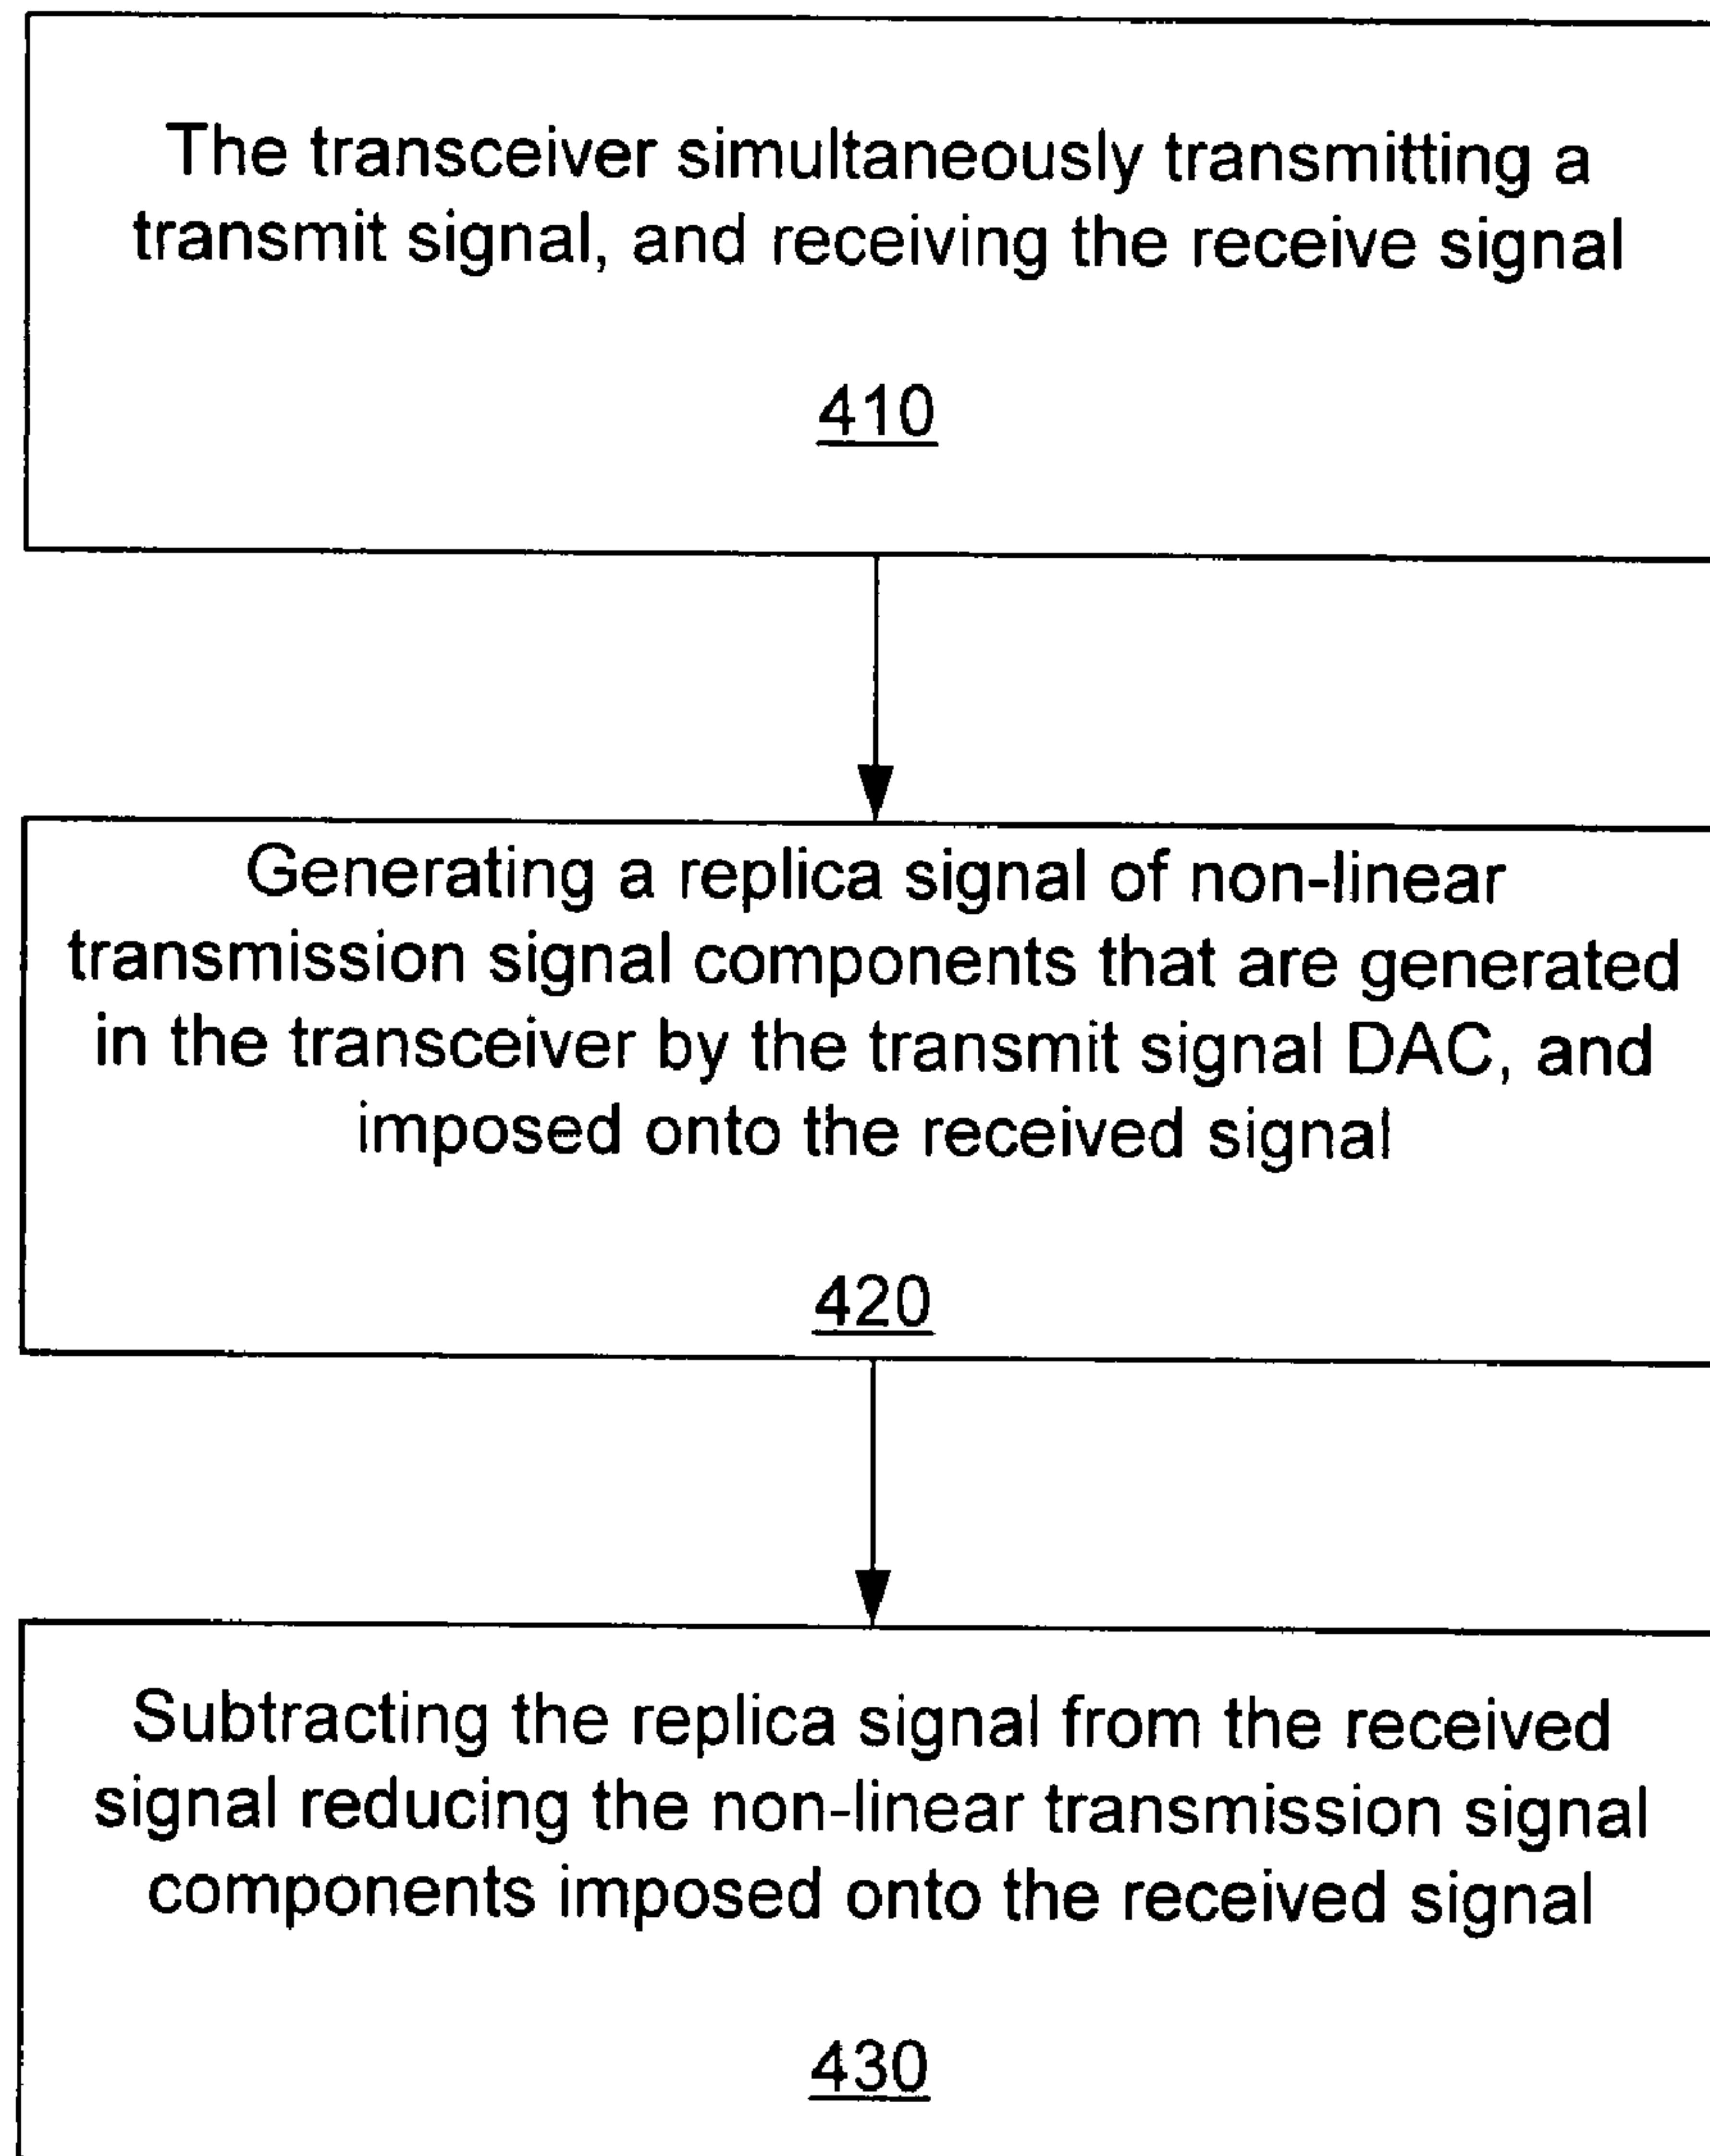 The transceiver simultaneously transmitting a
transmit signal, and receiving the receive signal
410
Generating a replica signal of non-linear
transmission signal components that are generated
in the transceiver by the transmit signal DAC, and
imposed onto the received signal
420
Subtracting the replica signal from the received
signal reducing the non-linear transmission signal
components imposed onto the received signal
430